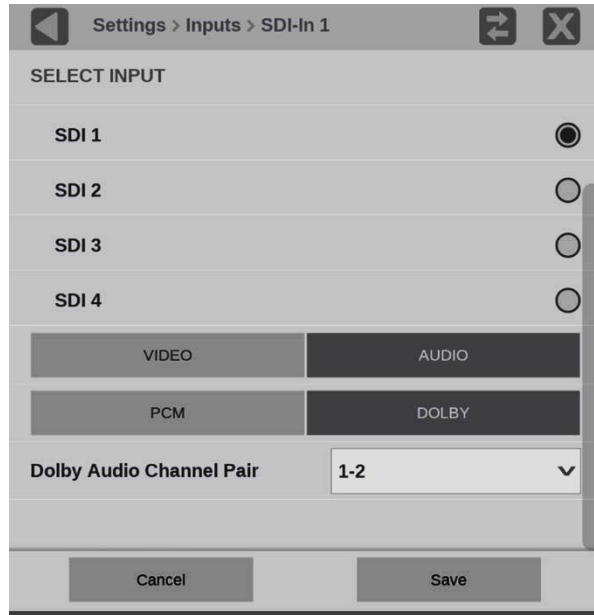 Settings > Inputs > SDI-In 1
SELECT INPUT
SDI 1
SDI 2
SDI 3
SDI 4
VIDEO AUDIO
PCM DOLBY
Dolby Audio Channel Pair 1-2
Cancel Save